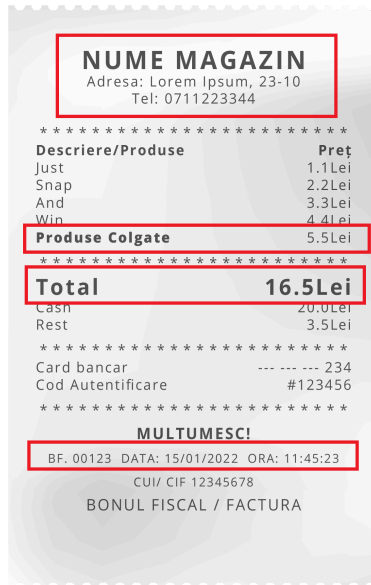 NUME MAGAZIN
Adresa: Lorem Ipsum, 23-10
Tel: 0711223344
* * * * * * * * * * * * * * * * * * * * * * * *
Descriere/Produse Preț
Just 1.1Lei
Snap 2.2Lei
And 3.3Lei
Win 4.4Lei
Produse Colgate 5.5Lei
* * * * * * * * * * * * * * * * * * * * * * * *
Total 16.5Lei
Cash 20.0Lei
Rest 3.5Lei
* * * * * * * * * * * * * * * * * * * * * * * *
Card bancar --- --- --- 234
Cod Autentificare #123456
* * * * * * * * * * * * * * * * * * * * * * * *
MULTUMESC!
BF. 00123 DATA: 15/01/2022 ORA: 11:45:23
CUI/ CIF 12345678
BONUL FISCAL / FACTURA